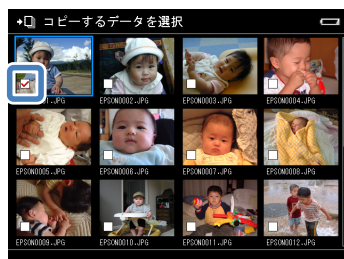 コピーするデータを選択
1.JPG EPSON0002.JPG EPSON0003.JPG EPSON0004.JPG
EPSON0005.JPG EPSON0006.JPG EPSON0007.JPG EPSON0008.JPG
EPSON0009.JPG EPSON0010.JPG EPSON0011.JPG EPSON0012.JPG